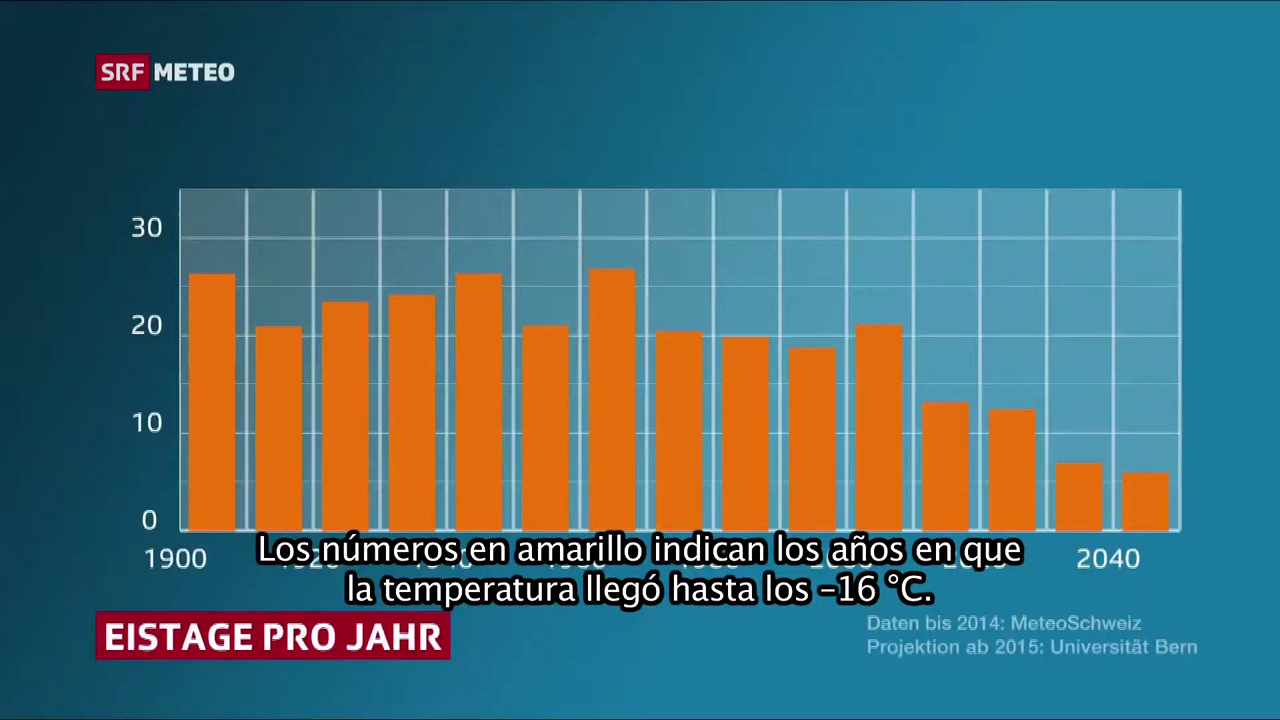 SRF METEO
30
20
10
0
1900
2040
Los números en amarillo indican los años en que
la temperatura llegó hasta los –16 °C.
EISTAGE PRO JAHR
Daten bis 2014: MeteoSchweiz
Projektion ab 2015: Universität Bern